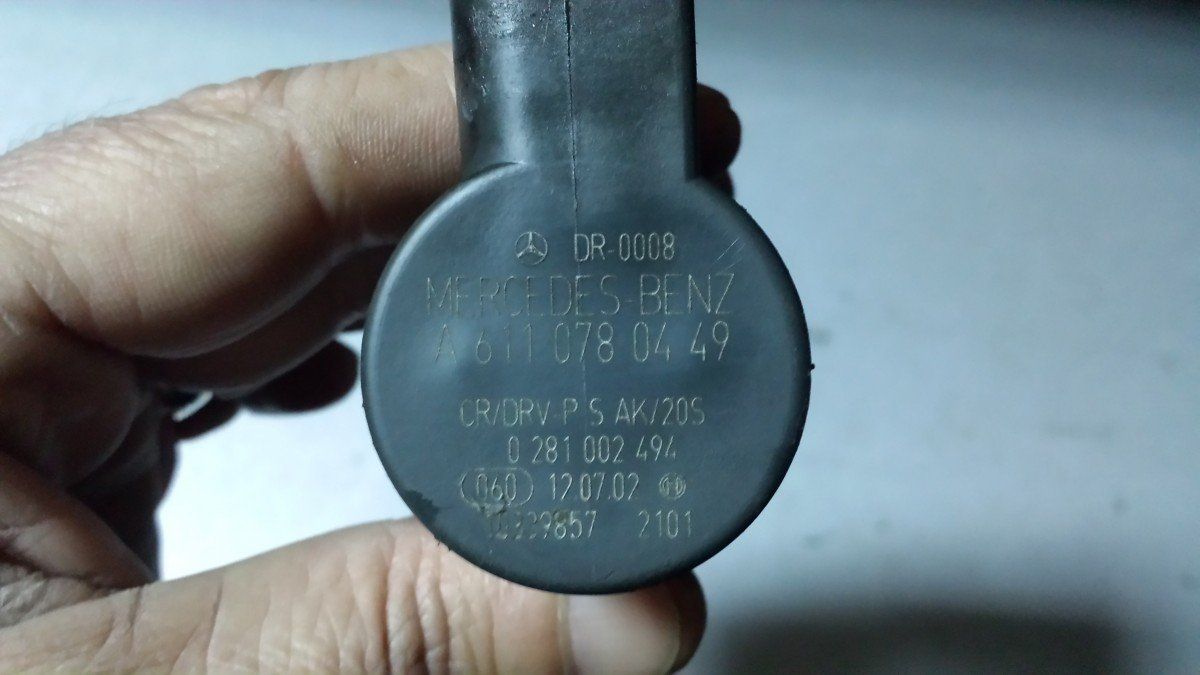 DR-0008
MERCEDES-BENZ
A 611 078 04 49
CR/DRV-P S AK/20S
0 281 002 494
060 12.07.02
2101